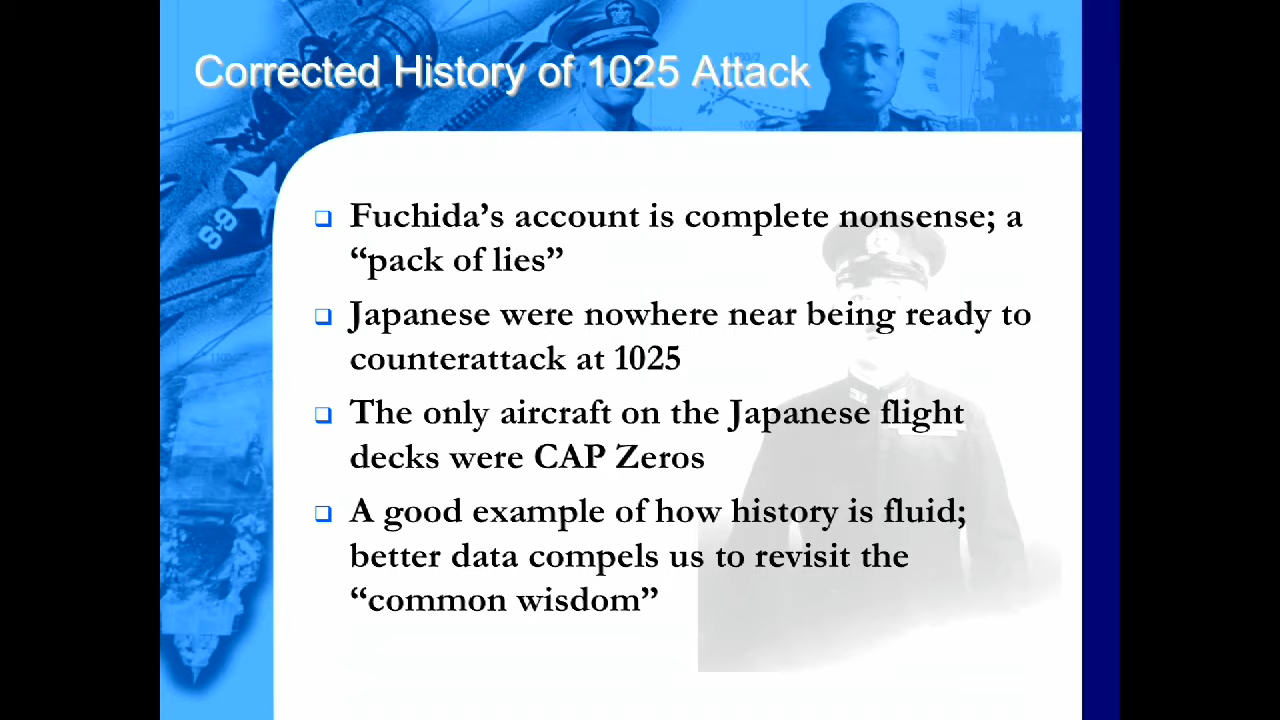 Corrected History of 1025 Attack
Fuchida’s account is complete nonsense; a
“pack of lies”
Japanese were nowhere near being ready to
counterattack at 1025
The only aircraft on the Japanese flight
decks were CAP Zeros
A good example of how history is fluid;
better data compels us to revisit the
“common wisdom”